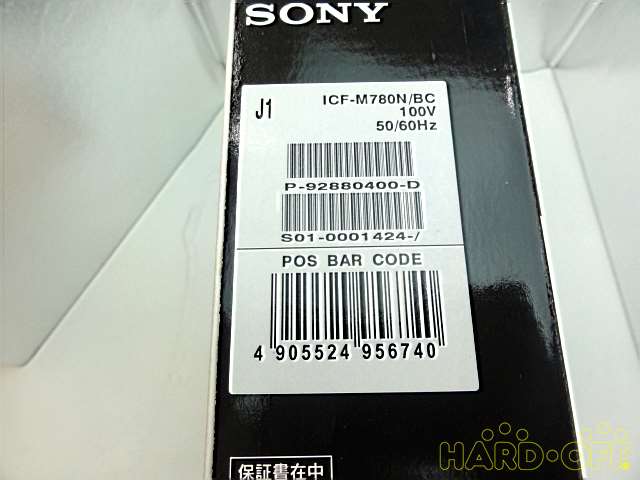 SONY
J1
ICF-M780N/BC
100V
50/60Hz
P-92880400-D
S01-0001424-/
POS BAR CODE
4 905524 956740
保証書在中
HARD-OFF